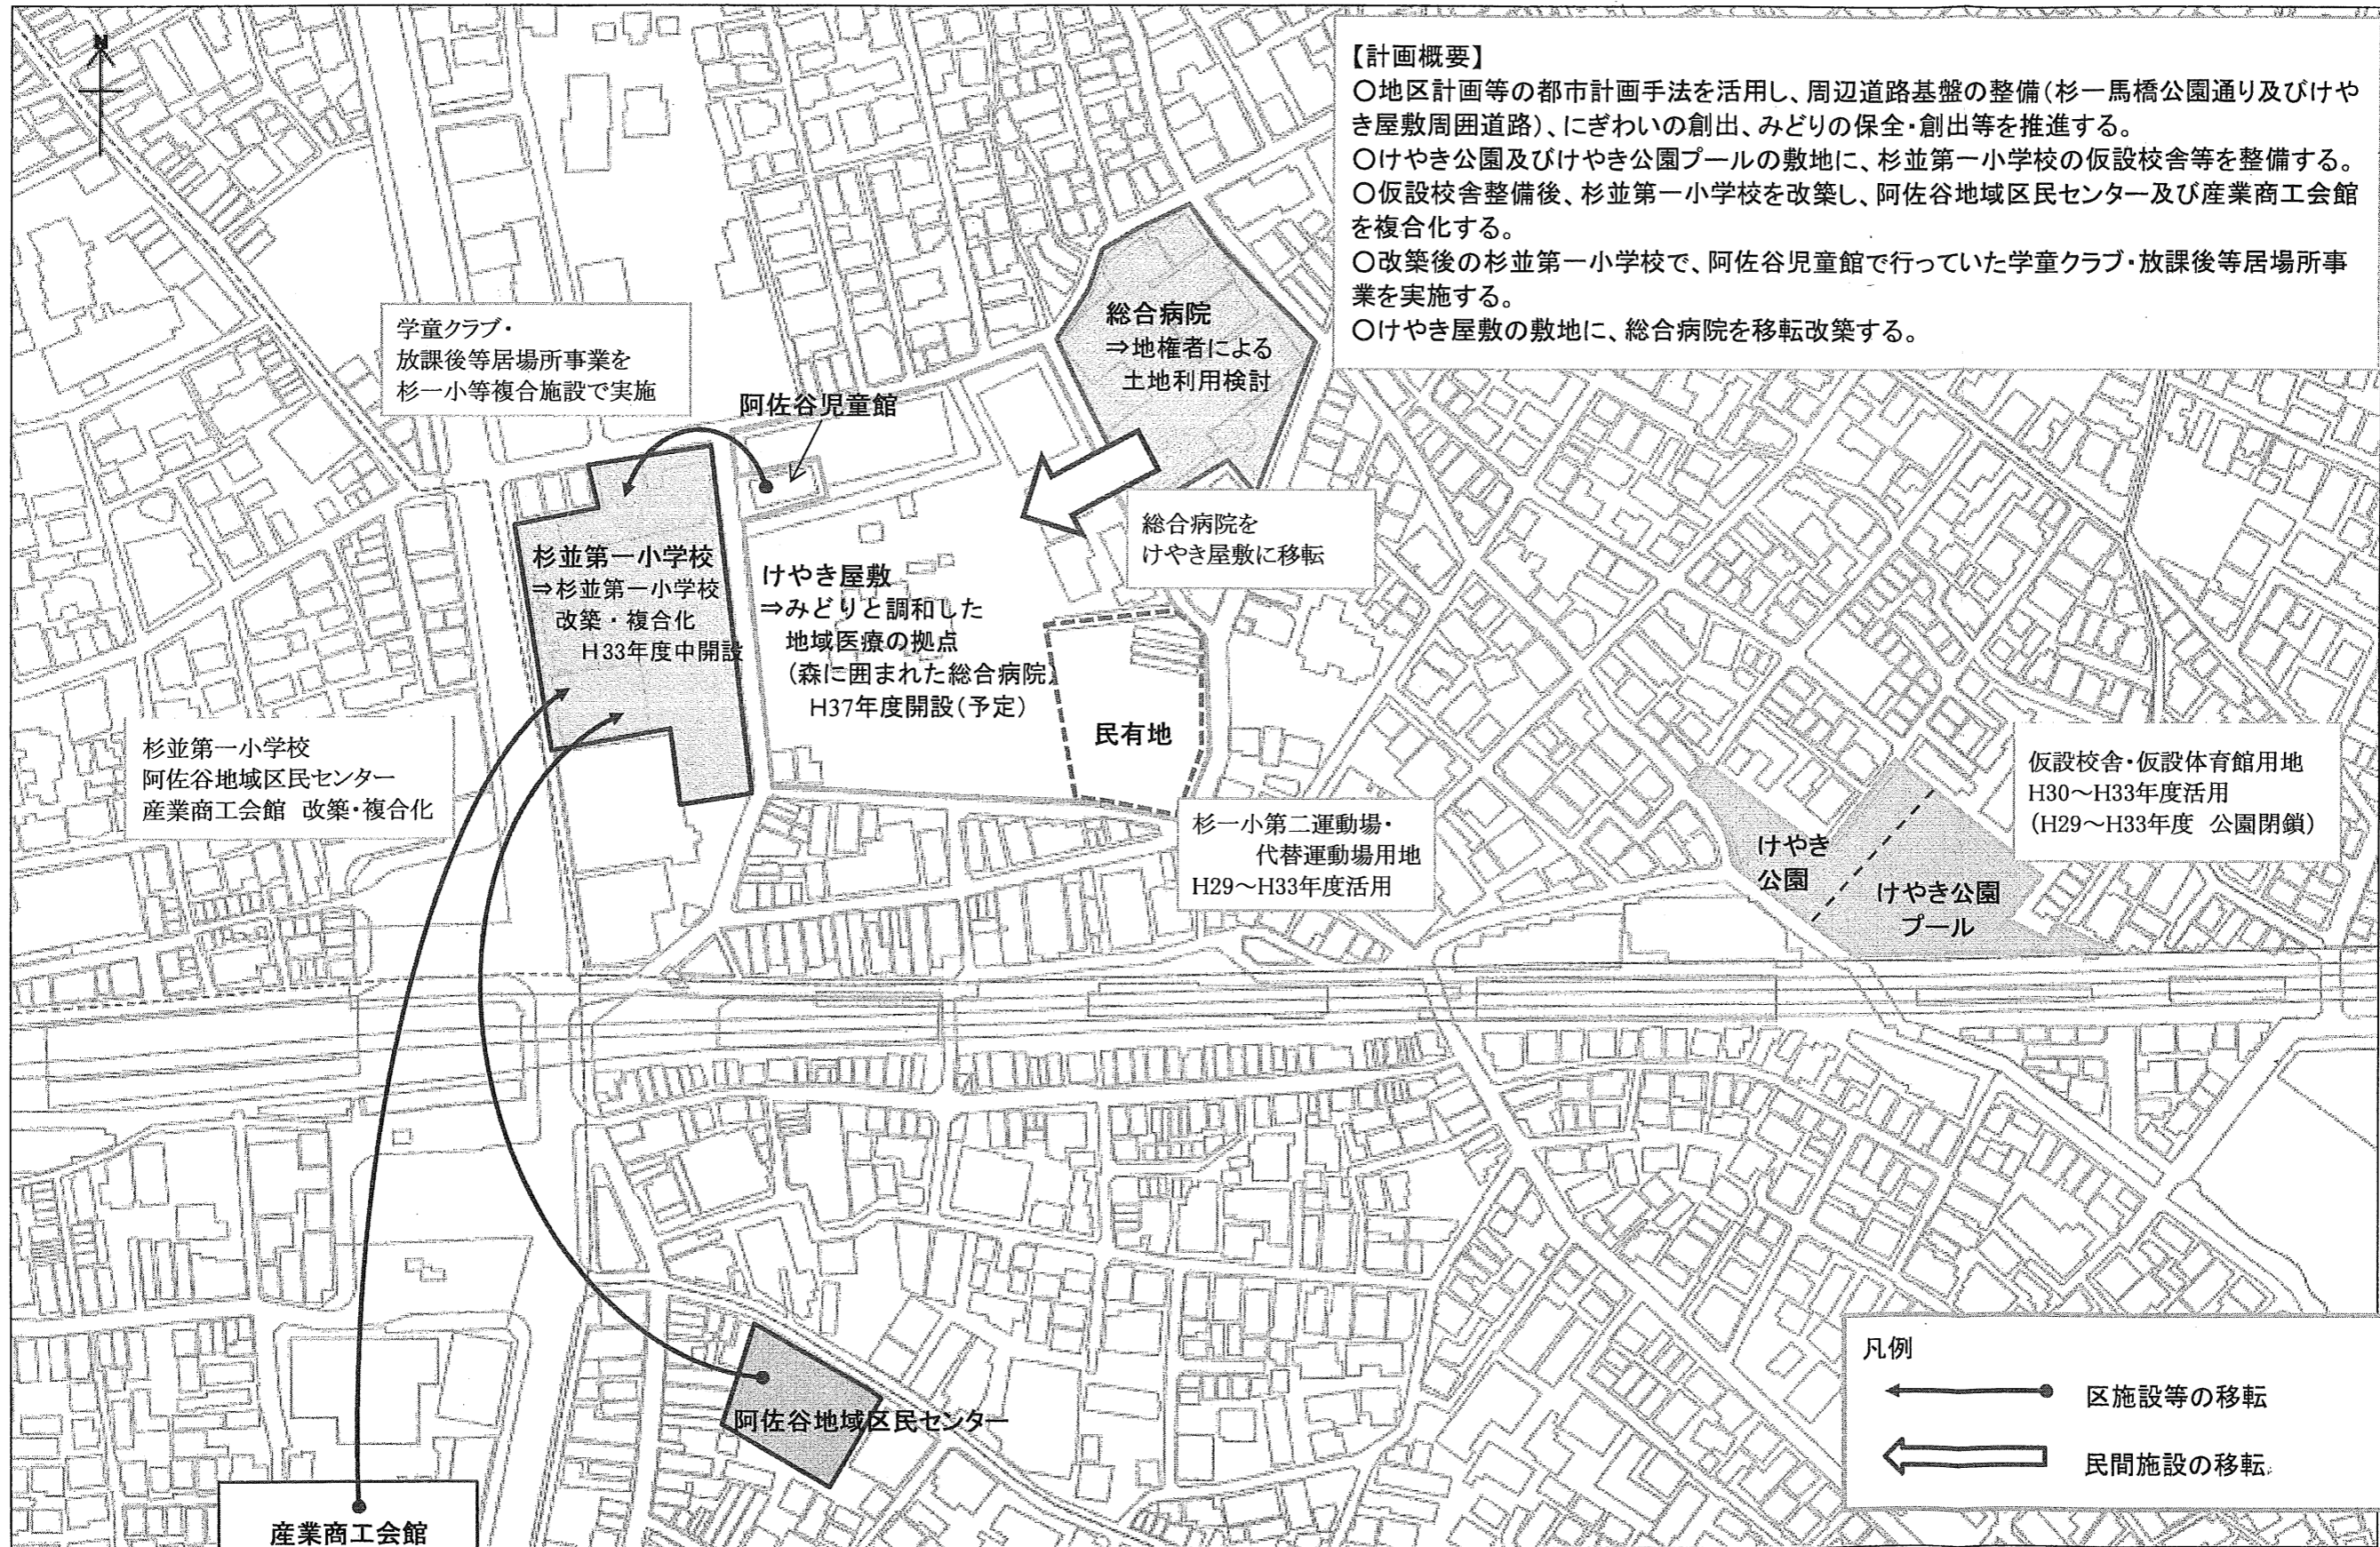 N
【計画概要】
○地区計画等の都市計画手法を活用し、周辺道路基盤の整備(杉一馬橋公園通り及びけや
き屋敷周囲道路)、にぎわいの創出、みどりの保全・創出等を推進する。
○けやき公園及びけやき公園プールの敷地に、杉並第一小学校の仮設校舎等を整備する。
○仮設校舎整備後、杉並第一小学校を改築し、阿佐谷地域区民センター及び産業商工会館
を複合化する。
○改築後の杉並第一小学校で、阿佐谷児童館で行っていた学童クラブ・放課後等居場所事
業を実施する。
○けやき屋敷の敷地に、総合病院を移転改築する。
総合病院
⇒地権者による
土地利用検討
学童クラブ・
放課後等居場所事業を
杉一小等複合施設で実施
阿佐谷児童館
総合病院を
けやき屋敷に移転
杉並第一小学校
⇒杉並第一小学校
改築・複合化
H33年度中開設
けやき屋敷
⇒みどりと調和した
地域医療の拠点
(森に囲まれた総合病院)
H37年度開設(予定)
民有地
杉並第一小学校
阿佐谷地域区民センター
産業商工会館 改築・複合化
杉一小第二運動場・
代替運動場用地
H29～H33年度活用
仮設校舎・仮設体育館用地
H30～H33年度活用
(H29～H33年度 公園閉鎖)
けやき
公園
けやき公園
プール
阿佐谷地域区民センター
産業商工会館
凡例
区施設等の移転
民間施設の移転